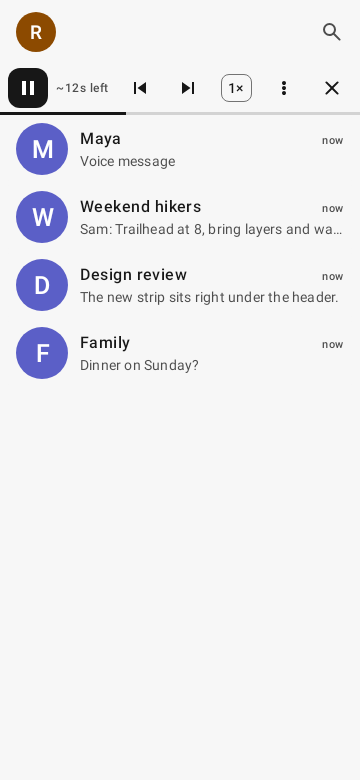 R
~12s left
1×
M
Maya
now
Voice message
W
Weekend hikers
now
Sam: Trailhead at 8, bring layers and wa…
D
Design review
now
The new strip sits right under the header.
F
Family
now
Dinner on Sunday?